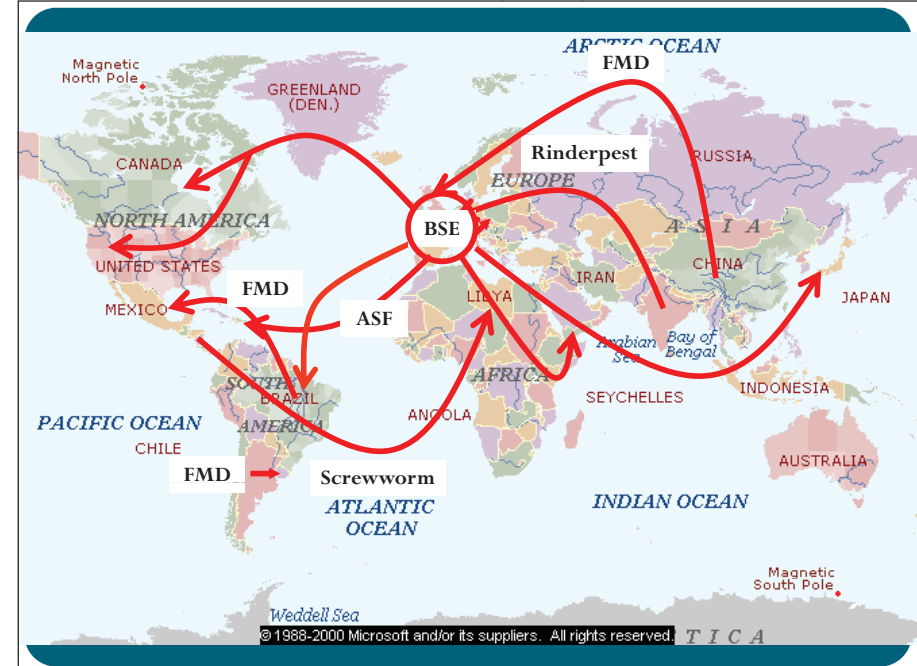 ARCTIC OCEAN
Magnetic
North Pole
FMD
GREENLAND
(DEN.)
Rinderpest
RUSSIA
CANADA
EUROPE
NORTH AMERICA
ASIA
BSE
UNITED STATES
CHINA
IRAN
FMD
LIBYA
JAPAN
MEXICO
ASF
Arabian
Sea
Bay of
Bengal
SOUTH
AMERICA
BRAZIL
AFRICA
SEYCHELLES
INDONESIA
PACIFIC OCEAN
ANGOLA
CHILE
AUSTRALIA
FMD
Screwworm
ATLANTIC
OCEAN
INDIAN OCEAN
Magnetic
South Pole
Weddell Sea
© 1988-2000 Microsoft and/or its suppliers. All rights reserved.
T I C A